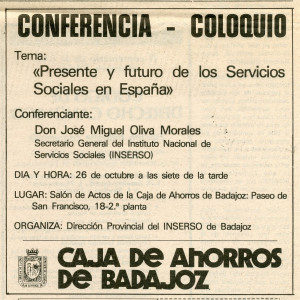 CONFERENCIA - COLOQUIO
Tema:
«Presente y futuro de los Servicios
Sociales en España»
Conferenciante:
Don José Miguel Oliva Morales
Secretario General del Instituto Nacional de
Servicios Sociales (INSERSO)
DIA Y HORA: 26 de octubre a las siete de la tarde
LUGAR: Salón de Actos de la Caja de Ahorros de Badajoz: Paseo de
San Francisco, 18-2.ª planta
ORGANIZA: Dirección Provincial del INSERSO de Badajoz
CAJA DE AHORROS
DE BADAJOZ